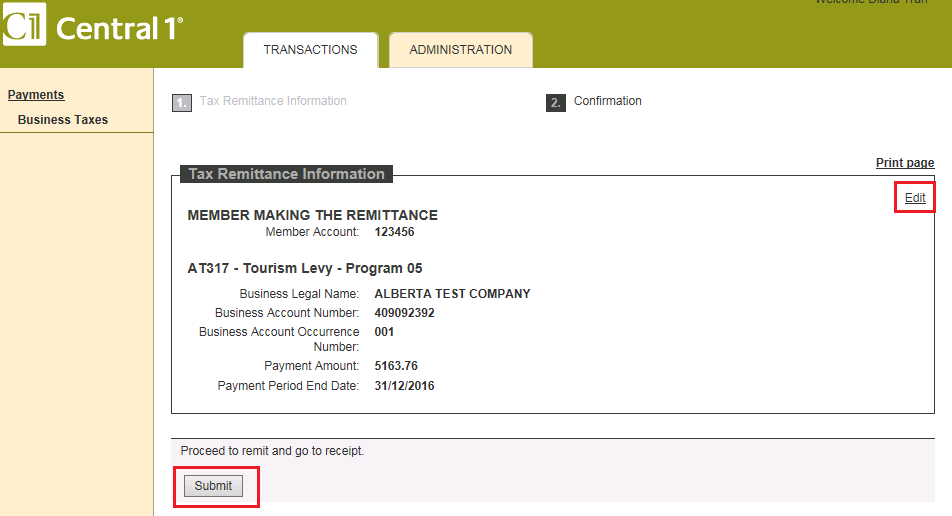 Welcome Diana Tran
C1 Central 1®
TRANSACTIONS
ADMINISTRATION
Payments
Business Taxes
1. Tax Remittance Information
2. Confirmation
Print page
Tax Remittance Information
Edit
MEMBER MAKING THE REMITTANCE
Member Account: 123456
AT317 - Tourism Levy - Program 05
Business Legal Name: ALBERTA TEST COMPANY
Business Account Number: 409092392
Business Account Occurrence 001
Number:
Payment Amount: 5163.76
Payment Period End Date: 31/12/2016
Proceed to remit and go to receipt.
Submit